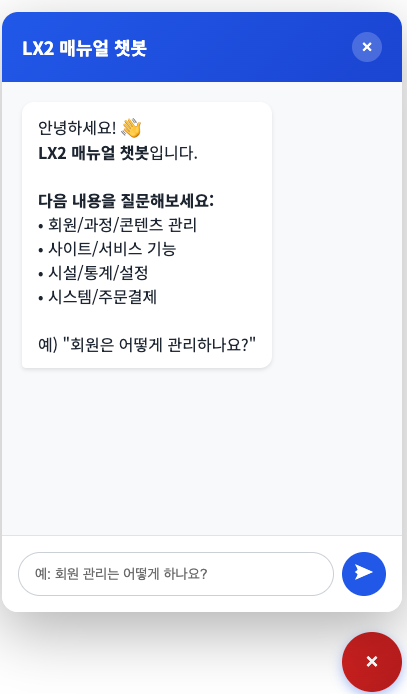 LX2 매뉴얼 챗봇
안녕하세요! 👋
LX2 매뉴얼 챗봇입니다.
다음 내용을 질문해보세요:
• 회원/과정/콘텐츠 관리
• 사이트/서비스 기능
• 시설/통계/설정
• 시스템/주문결제
예) "회원은 어떻게 관리하나요?"
예: 회원 관리는 어떻게 하나요?